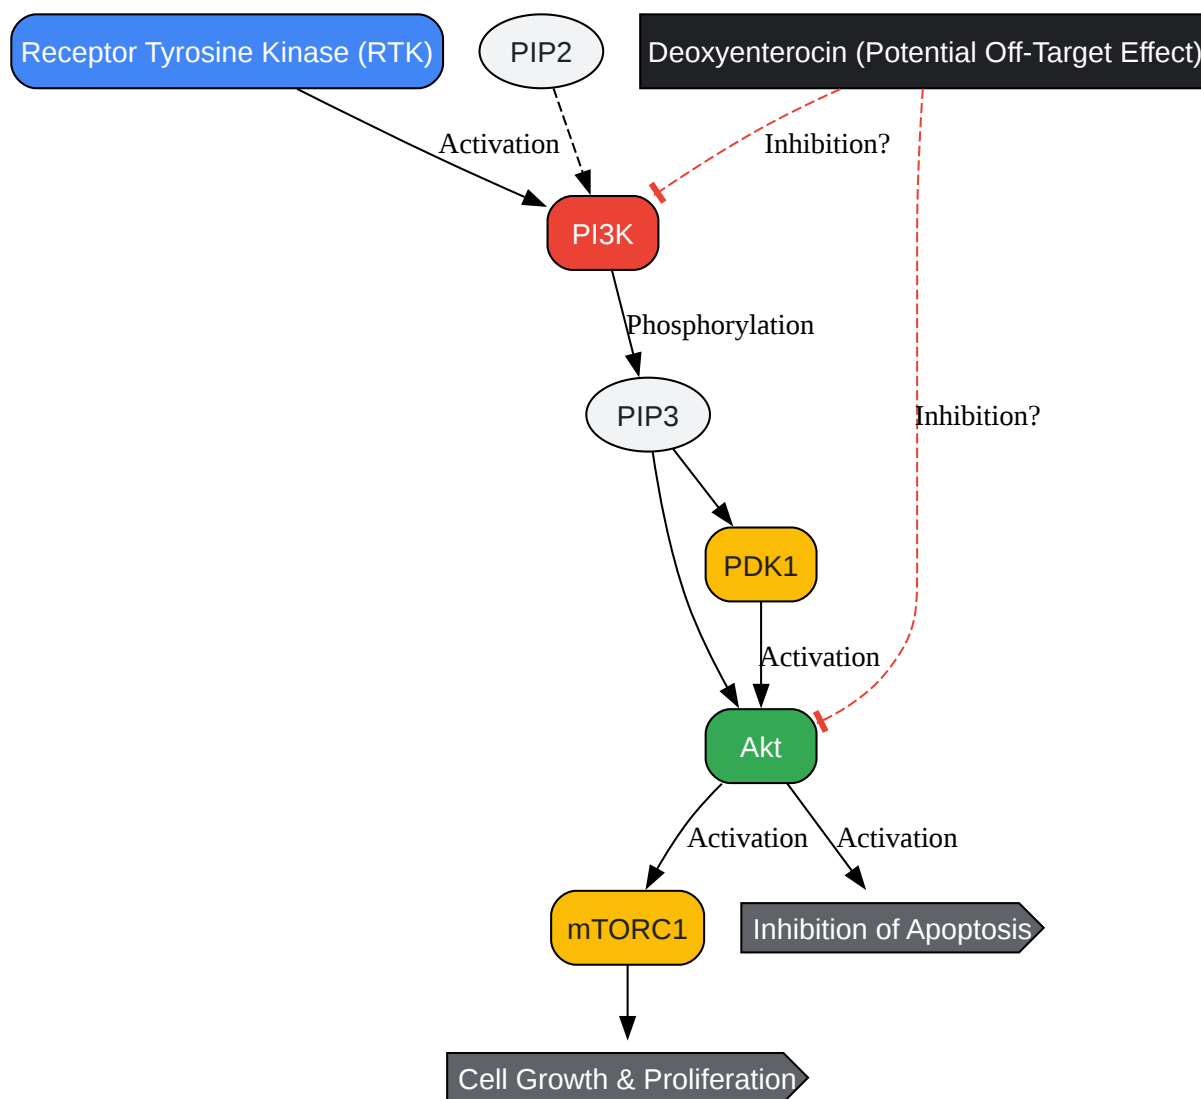 Receptor Tyrosine Kinase (RTK)
PIP2
Deoxyenterocin (Potential Off-Target Effect)
Activation
Inhibition?
PI3K
Phosphorylation
PIP3
Inhibition?
PDK1
Activation
Akt
Activation
Activation
mTORC1
Inhibition of Apoptosis
Cell Growth & Proliferation